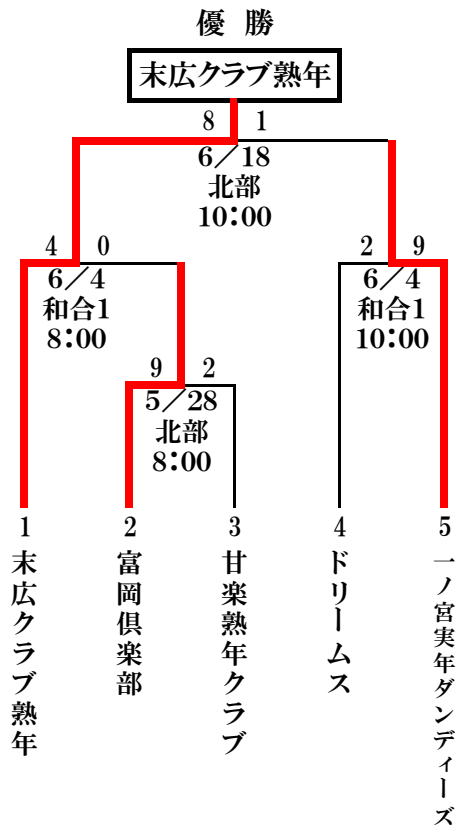 優勝
末広クラブ熟年
8 1
6／18
北部
10：00
4 0
6／4
和合1
8：00
2 9
6／4
和合1
10：00
9 2
5／28
北部
8：00
1 2 3 4 5
末広クラブ熟年
富岡倶楽部
甘楽熟年クラブ
ドリームス
一ノ宮実年ダンディーズ